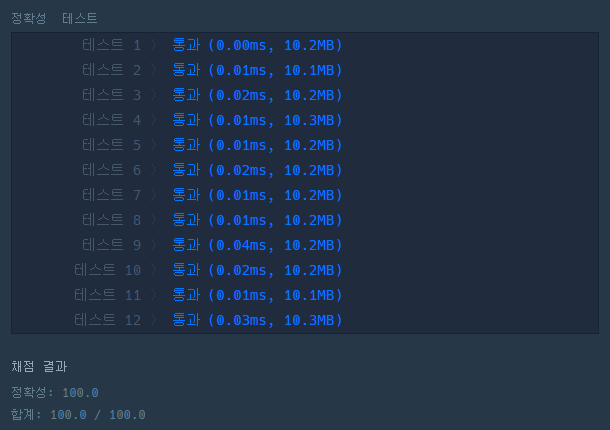 정확성  테스트
테스트 1 〉 통과 (0.00ms, 10.2MB)
테스트 2 〉 통과 (0.01ms, 10.1MB)
테스트 3 〉 통과 (0.02ms, 10.2MB)
테스트 4 〉 통과 (0.01ms, 10.3MB)
테스트 5 〉 통과 (0.01ms, 10.2MB)
테스트 6 〉 통과 (0.02ms, 10.2MB)
테스트 7 〉 통과 (0.01ms, 10.2MB)
테스트 8 〉 통과 (0.01ms, 10.2MB)
테스트 9 〉 통과 (0.04ms, 10.2MB)
테스트 10 〉 통과 (0.02ms, 10.2MB)
테스트 11 〉 통과 (0.01ms, 10.1MB)
테스트 12 〉 통과 (0.03ms, 10.3MB)
채점 결과
정확성: 100.0
합계: 100.0 / 100.0